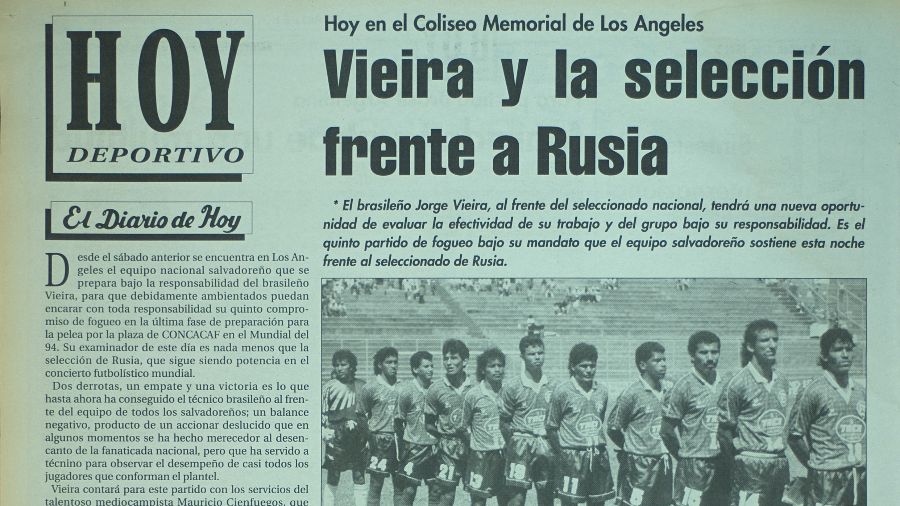 HOY
DEPORTIVO
El Diario de Hoy
Desde el sábado anterior se encuentra en Los An-
geles el equipo nacional salvadoreño que se
prepara bajo la responsabilidad del brasileño
Vieira, para que debidamente ambientados puedan
encarar con toda responsabilidad su quinto compro-
miso de fogueo en la última fase de preparación para
la pelea por la plaza de CONCACAF en el Mundial del
94. Su examinador de este día es nada menos que la
selección de Rusia, que sigue siendo potencia en el
concierto futbolístico mundial.
Dos derrotas, un empate y una victoria es lo que
hasta ahora ha conseguido el técnico brasileño al fren-
te del equipo de todos los salvadoreños; un balance
negativo, producto de un accionar deslucido que en
algunos momentos se ha hecho merecedor al desen-
canto de la fanaticada nacional, pero que ha servido a
técnino para observar el desempeño de casi todos los
jugadores que conforman el plantel.
Vieira contará para este partido con los servicios del
talentoso mediocampista Mauricio Cienfuegos, que
Hoy en el Coliseo Memorial de Los Angeles
Vieira y la selección
frente a Rusia
* El brasileño Jorge Vieira, al frente del seleccionado nacional, tendrá una nueva oportu-
nidad de evaluar la efectividad de su trabajo y del grupo bajo su responsabilidad. Es el
quinto partido de fogueo bajo su mandato que el equipo salvadoreño sostiene esta noche
frente al seleccionado de Rusia.
24
4
21
3
13
11
5